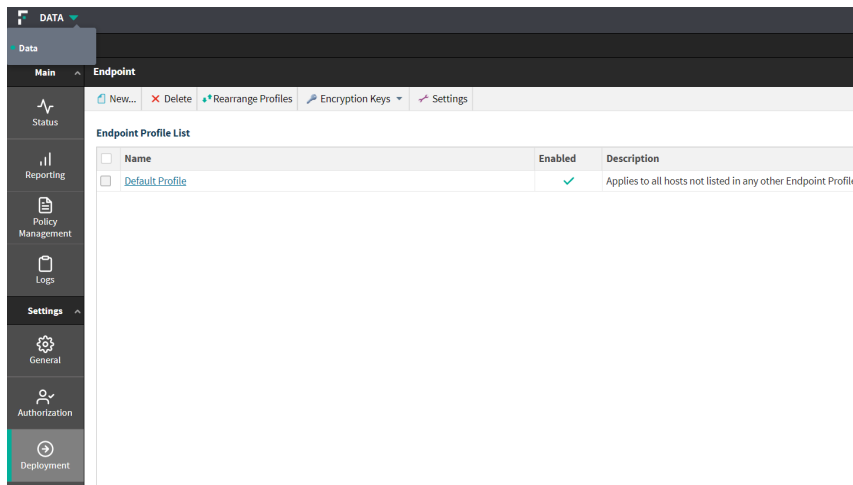 DATA
Data
Main
Endpoint
New...
Delete
Rearrange Profiles
Encryption Keys
Settings
Status
Endpoint Profile List
Name
Enabled
Description
Default Profile
Applies to all hosts not listed in any other Endpoint Profile
Reporting
Policy
Management
Logs
Settings
General
Authorization
Deployment